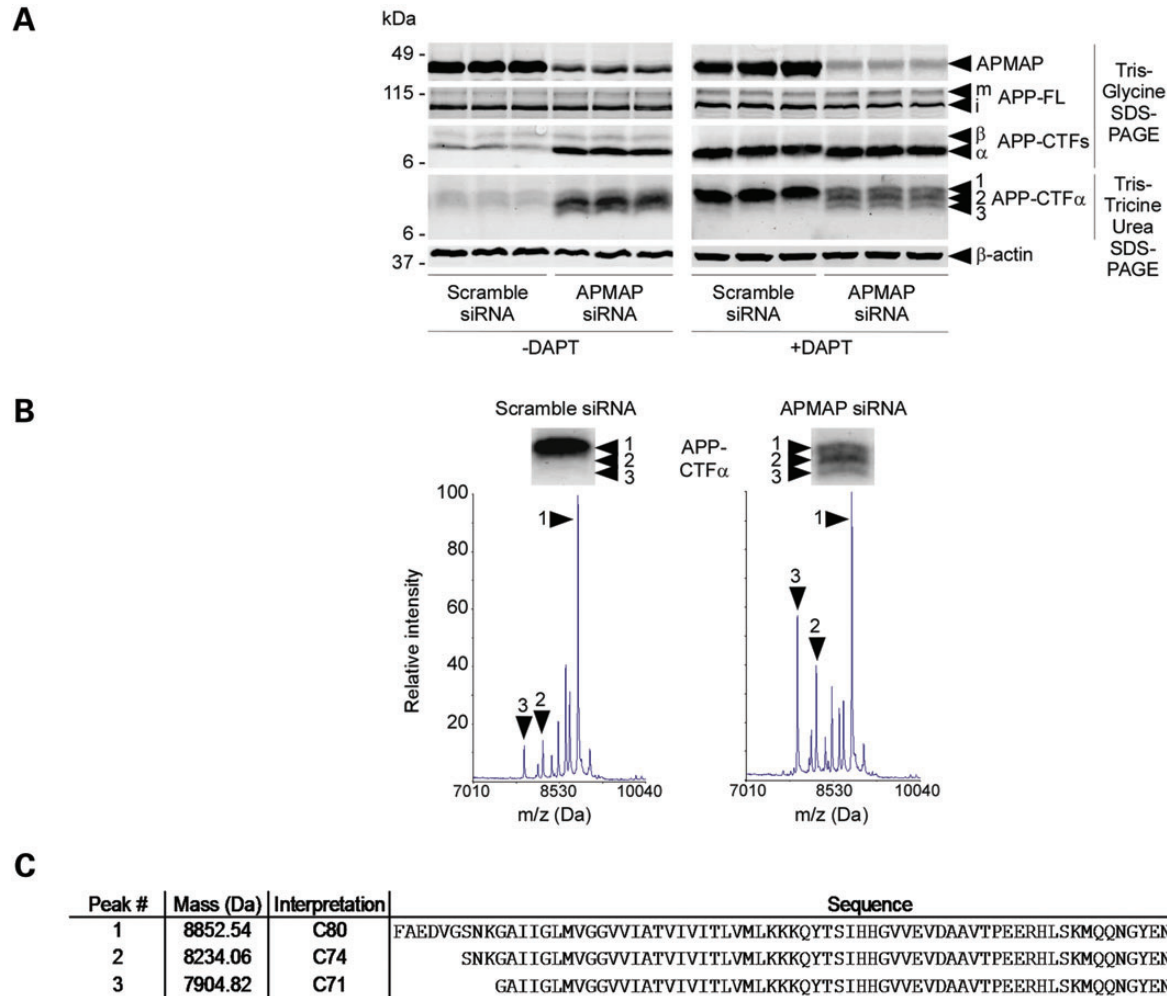 A
kDa
49 -
115 -
6 -
6 -
37 -
APMAP
m
i
APP-FL
β
α
APP-CTFs
1
2
3
APP-CTFα
β-actin
Tris-
Glycine
SDS-
PAGE
Tris-
Tricine
Urea
SDS-
PAGE
Scramble siRNA
APMAP siRNA
Scramble siRNA
APMAP siRNA
-DAPT
+DAPT
B
Scramble siRNA
APMAP siRNA
1
2
3
APP-
CTFα
1
2
3
Relative intensity
100
80
60
40
20
1
3
2
7010 8530 10040
m/z (Da)
3
2
1
7010 8530 10040
m/z (Da)
C
Peak # Mass (Da) Interpretation Sequence
1 8852.54 C80 FAEDVGSNKGAIIGLMVGGVVIATVIVITLVMLKKKQYTSIHHGVVEVDAAVTPEERHLSKMQQNGYEN
2 8234.06 C74 SNKGAIIGLMVGGVVIATVIVITLVMLKKKQYTSIHHGVVEVDAAVTPEERHLSKMQQNGYEN
3 7904.82 C71 GAIIGLMVGGVVIATVIVITLVMLKKKQYTSIHHGVVEVDAAVTPEERHLSKMQQNGYEN